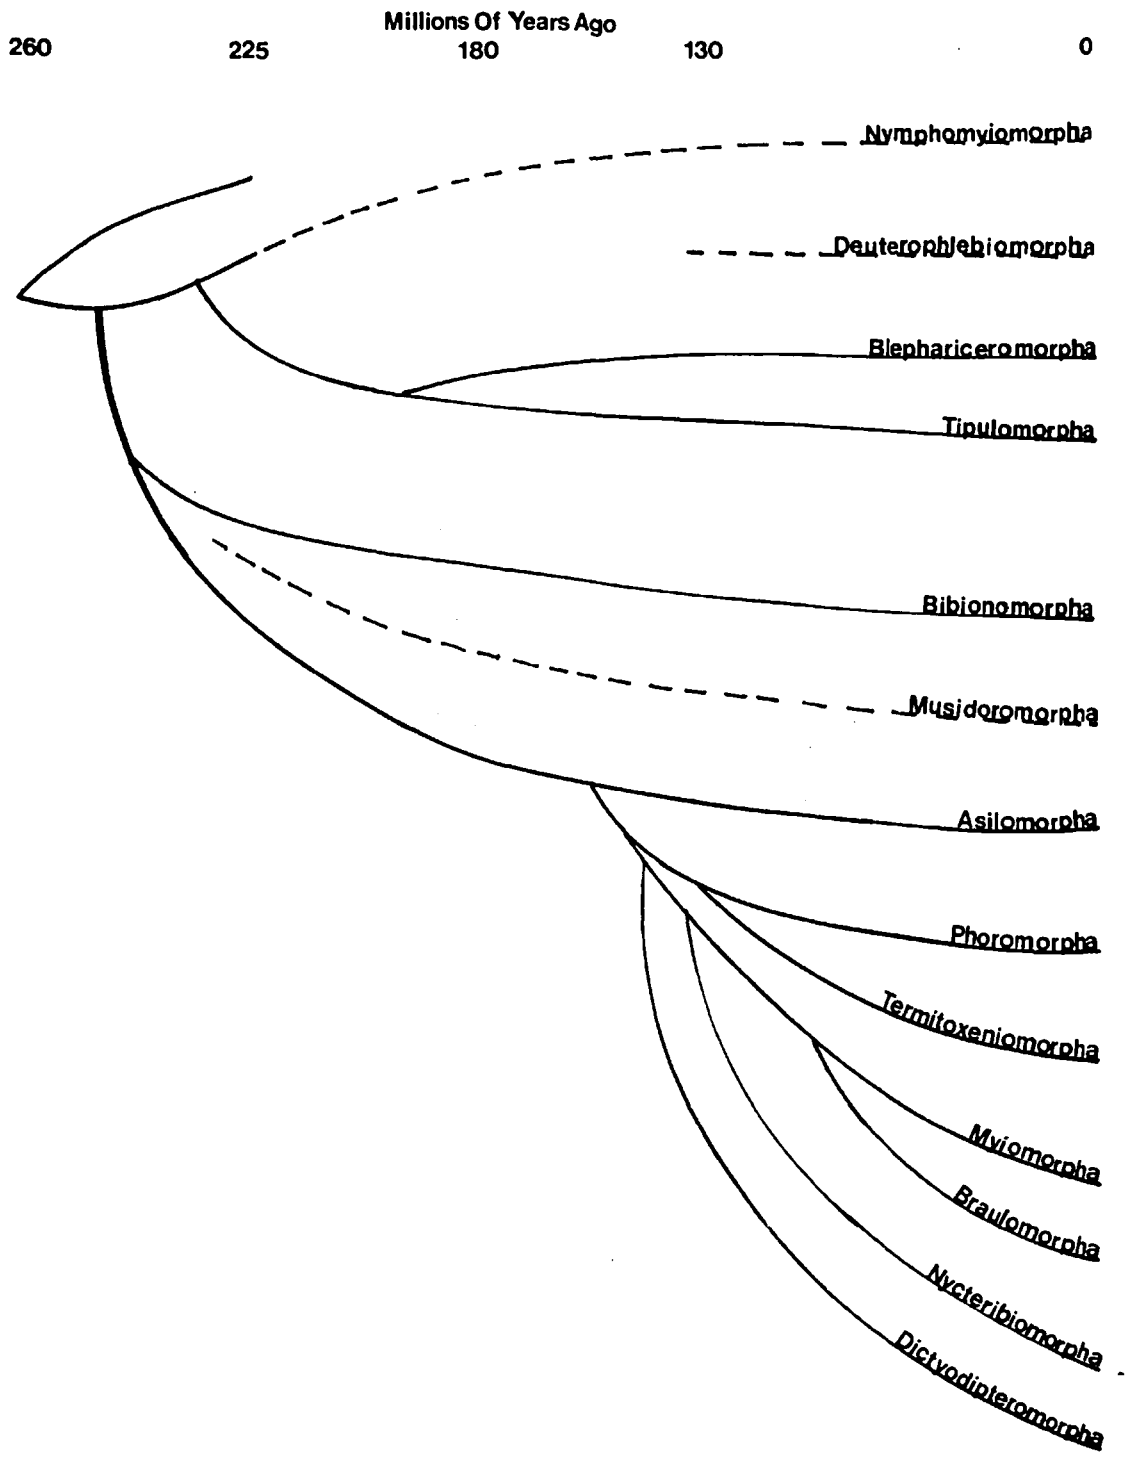 Millions Of Years Ago
260 225 180 130 0
Nymphomyiomorpha
Deuterophlebiomorpha
Blephariceromorpha
Tipulomorpha
Bibionomorpha
Musidoromorpha
Asilomorpha
Phoromorpha
Termitoxeniomorpha
Myiomorpha
Braulomorpha
Nycteribiomorpha
Dictyodipteromorpha